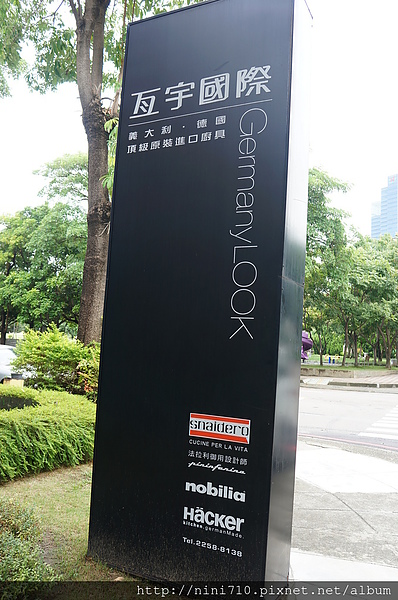 亙宇國際
義大利·德國
頂級原裝進口廚具
GermanyLOOK
snaidero
CUCINE PER LA VITA
法拉利御用設計師
pininfarina
nobilia
HÄCKER
kitchen.germanMade.
Tel.2258-8138
http://nini710.pixnet.net/album